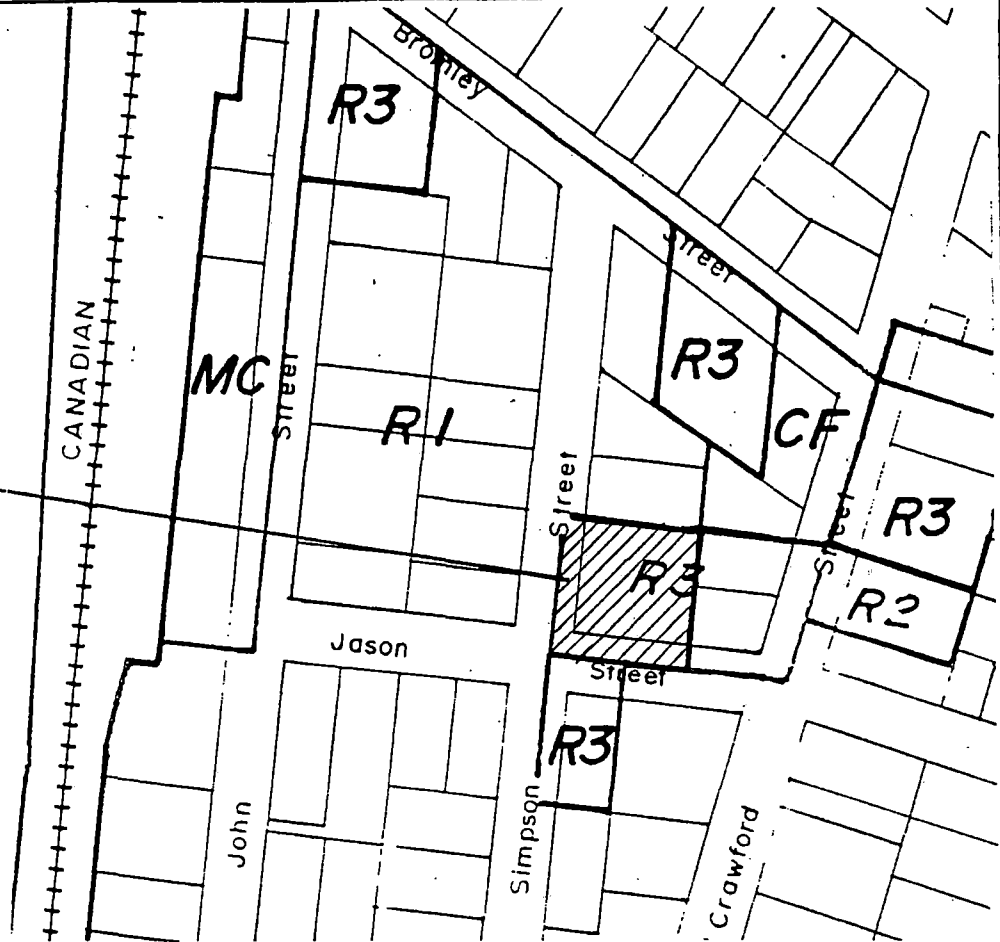 Bromley
R3
Street
CANADIAN
MC
Street
R1
R3
CF
Street
R3
Street
R3
R2
Jason
Street
R3
John
Simpson
Crawford